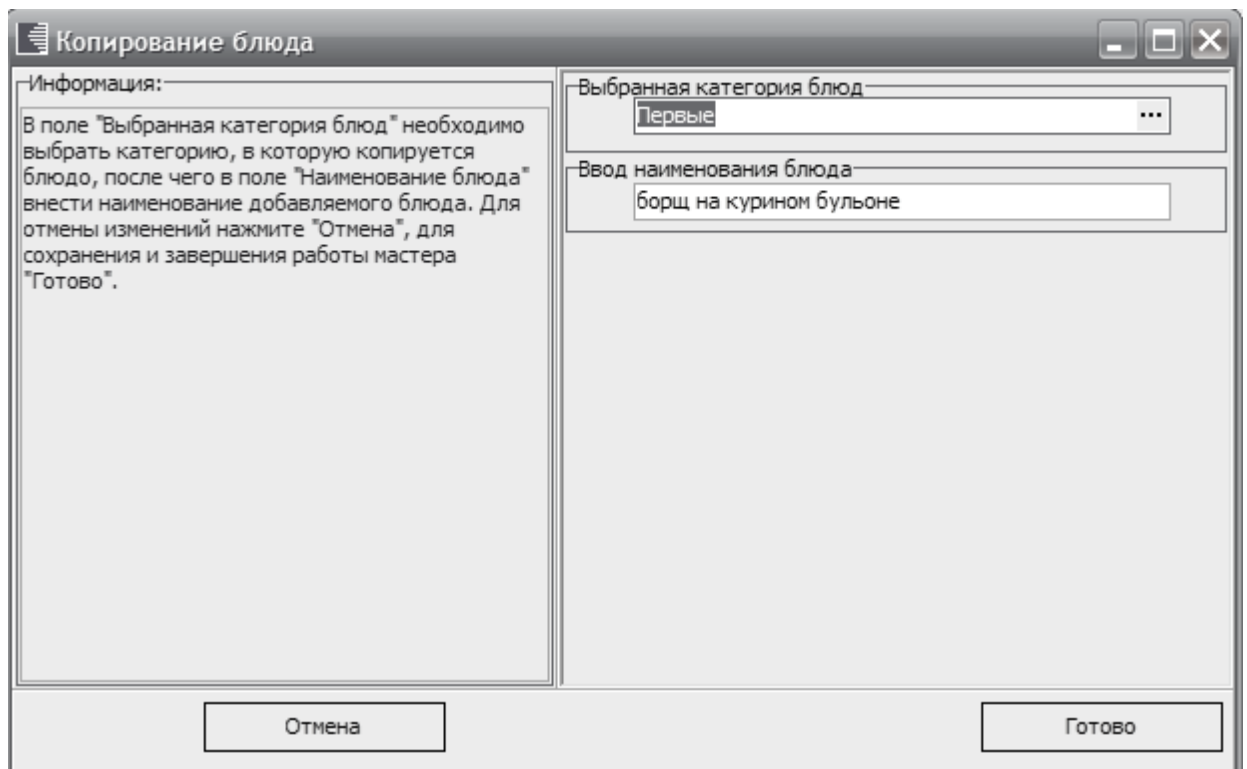 Копирование блюда
Информация:
В поле "Выбранная категория блюд" необходимо
выбрать категорию, в которую копируется
блюдо, после чего в поле "Наименование блюда"
внести наименование добавляемого блюда. Для
отмены изменений нажмите "Отмена", для
сохранения и завершения работы мастера
"Готово".
Выбранная категория блюд
Первые ...
Ввод наименования блюда
борщ на курином бульоне
Отмена
Готово